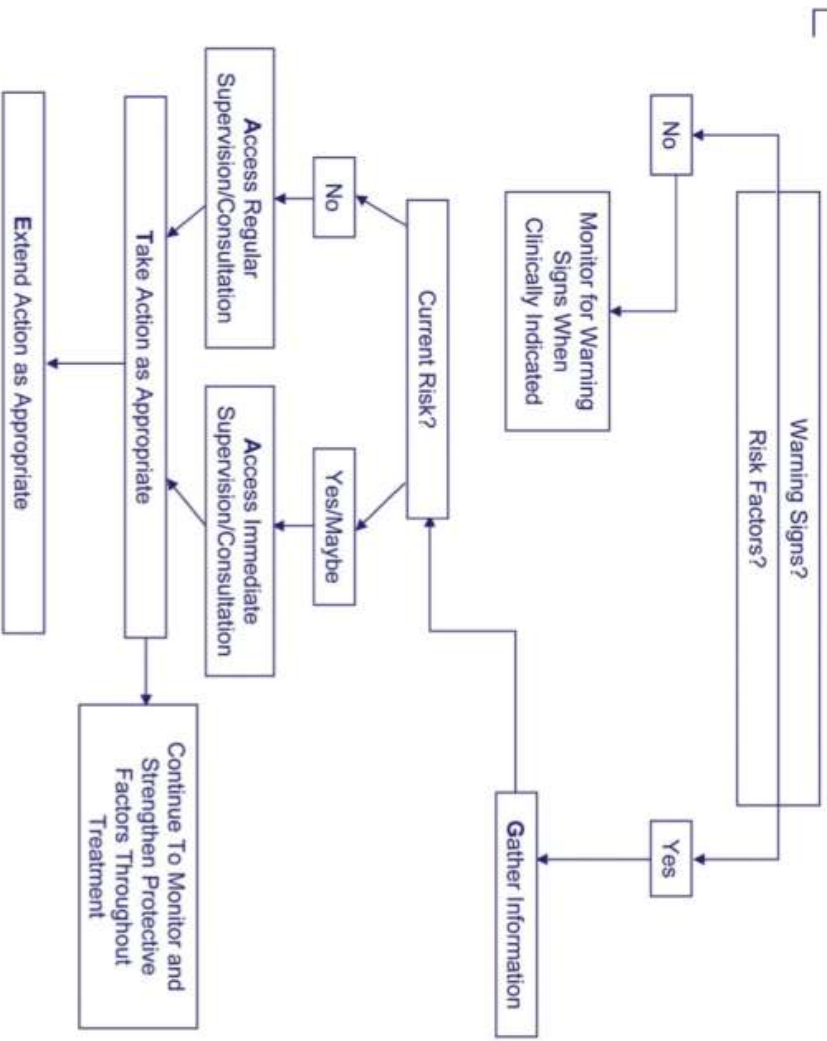 Warning Signs?
Risk Factors?
No
Yes
Monitor for Warning
Signs When
Clinically Indicated
Gather Information
Current Risk?
No
Yes/Maybe
Access Regular
Supervision/Consultation
Access Immediate
Supervision/Consultation
Take Action as Appropriate
Continue To Monitor and
Strengthen Protective
Factors Throughout
Treatment
Extend Action as Appropriate